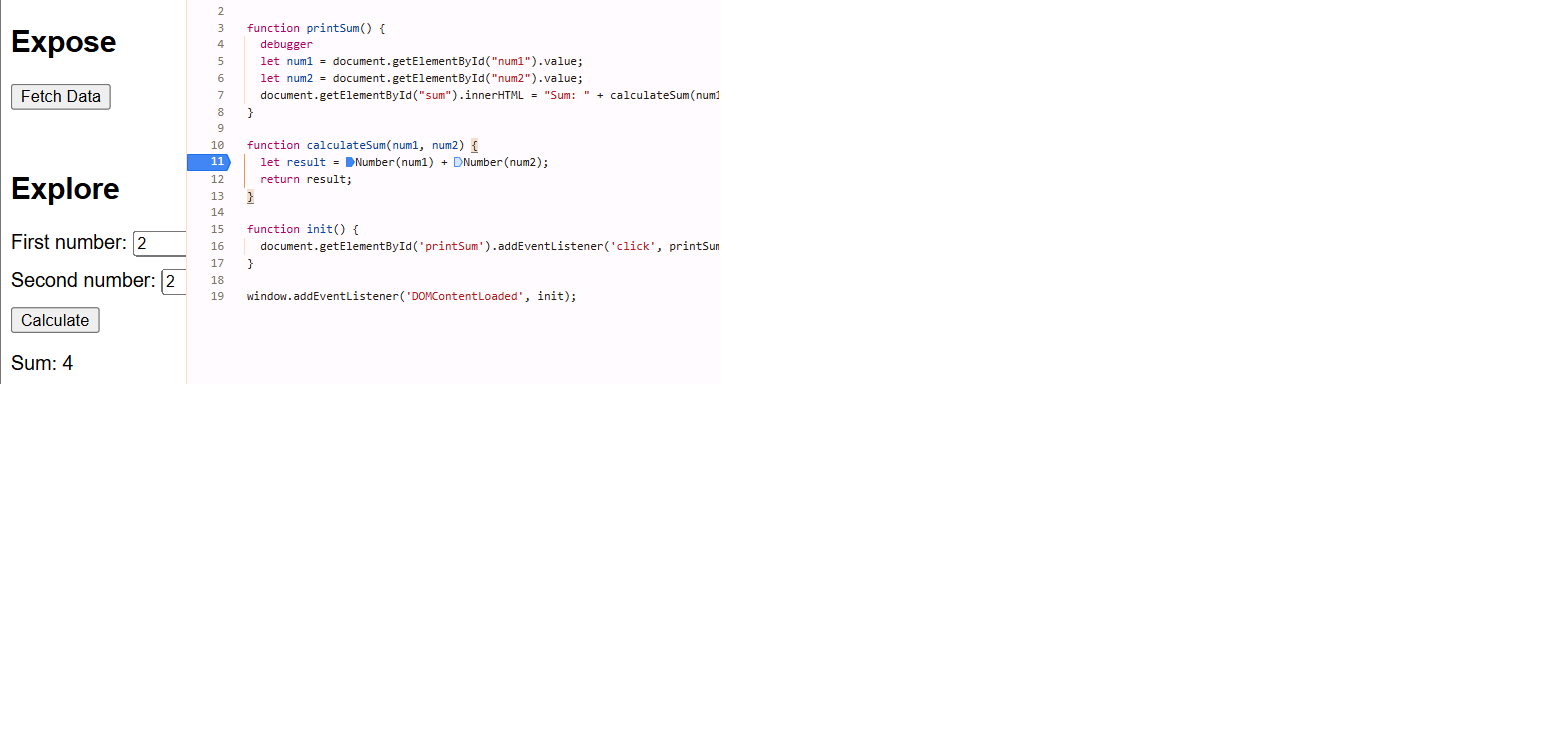 Expose
Fetch Data
Explore
First number: 2
Second number: 2
Calculate
Sum: 4
2
3 function printSum() {
4 debugger
5 let num1 = document.getElementById("num1").value;
6 let num2 = document.getElementById("num2").value;
7 document.getElementById("sum").innerHTML = "Sum: " + calculateSum(num1
8 }
9
10 function calculateSum(num1, num2) {
11 let result = Number(num1) + Number(num2);
12 return result;
13 }
14
15 function init() {
16 document.getElementById('printSum').addEventListener('click', printSum
17 }
18
19 window.addEventListener('DOMContentLoaded', init);